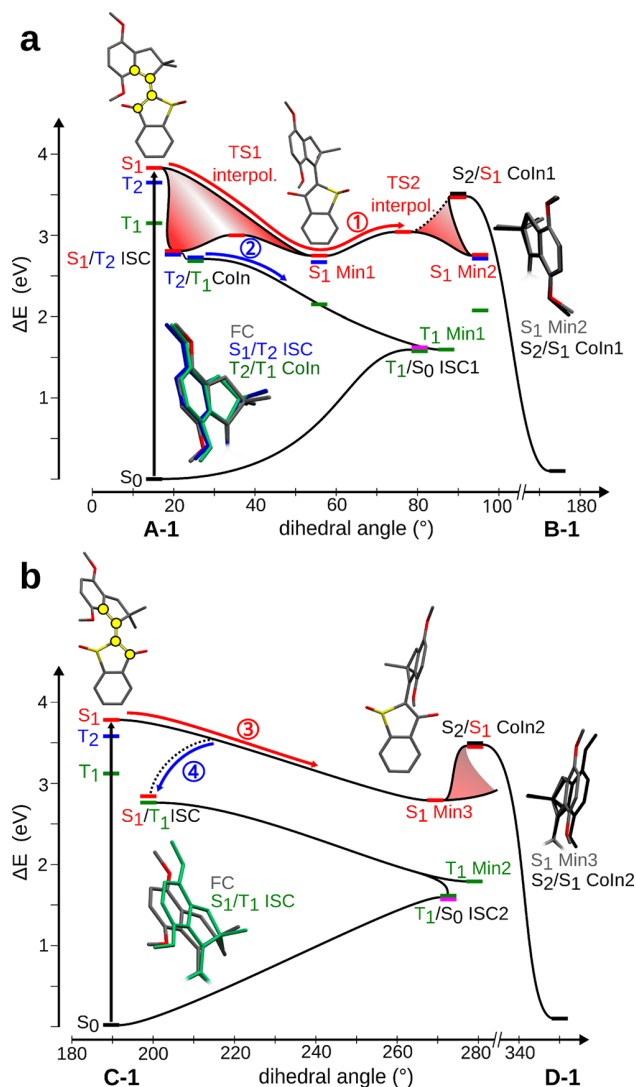 a
4
3
2
1
ΔE (eV)
S1
T2
T1
S1/T2 ISC
T2/T1 CoIn
TS1
interpol.
①
②
TS2
interpol.
S2/S1 CoIn1
S1 Min1
S1 Min2
S1 Min2
S2/S1 CoIn1
FC
S1/T2 ISC
T2/T1 CoIn
T1 Min1
T1/S0 ISC1
S0
0 20 40 60 80 100 180
A-1 dihedral angle (°) B-1
b
4
3
2
1
ΔE (eV)
S1
T2
T1
③
④
S1/T1ISC
S2/S1 CoIn2
S1 Min3
S1 Min3
S2/S1 CoIn2
FC
S1/T1 ISC
T1 Min2
T1/S0 ISC2
S0
180 200 220 240 260 280 340
C-1 dihedral angle (°) D-1